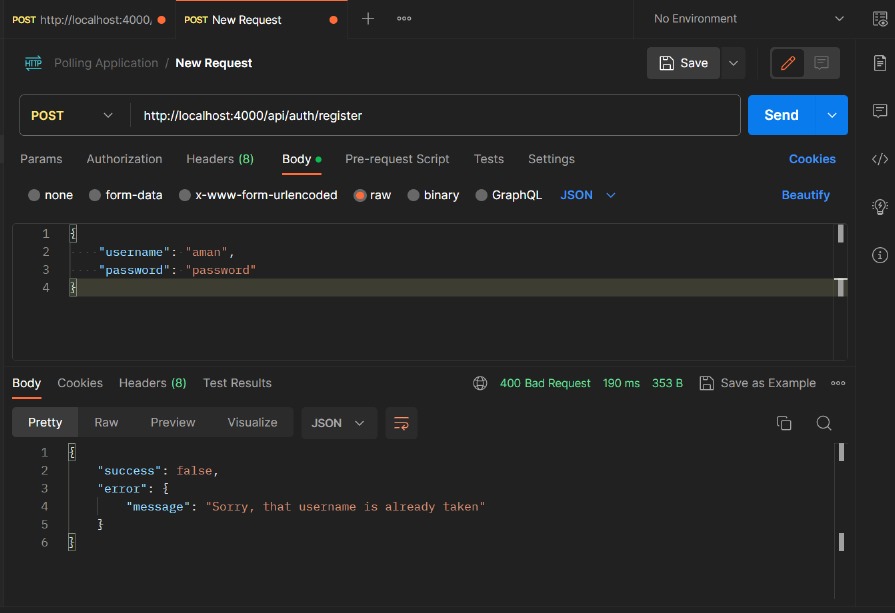 POST http://localhost:4000/
POST New Request
No Environment
HTTP Polling Application / New Request
Save
POST http://localhost:4000/api/auth/register
Send
Params Authorization Headers (8) Body Pre-request Script Tests Settings Cookies
none form-data x-www-form-urlencoded raw binary GraphQL JSON Beautify
1 {
2 "username": "aman",
3 "password": "password"
4 }
Body Cookies Headers (8) Test Results 400 Bad Request 190 ms 353 B Save as Example
Pretty Raw Preview Visualize JSON
1 {
2 "success": false,
3 "error": {
4 "message": "Sorry, that username is already taken"
5 }
6 }